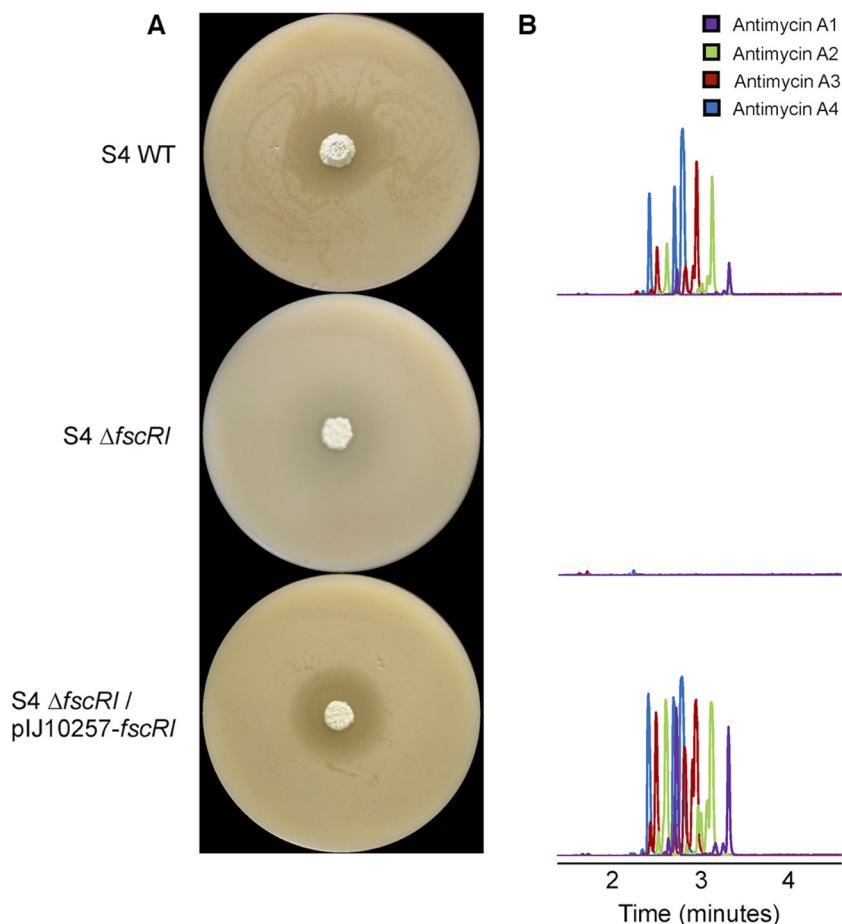 A
B
Antimycin A1
Antimycin A2
Antimycin A3
Antimycin A4
S4 WT
S4 ΔfscRI
S4 ΔfscRI /
pIJ10257-fscRI
2 3 4
Time (minutes)